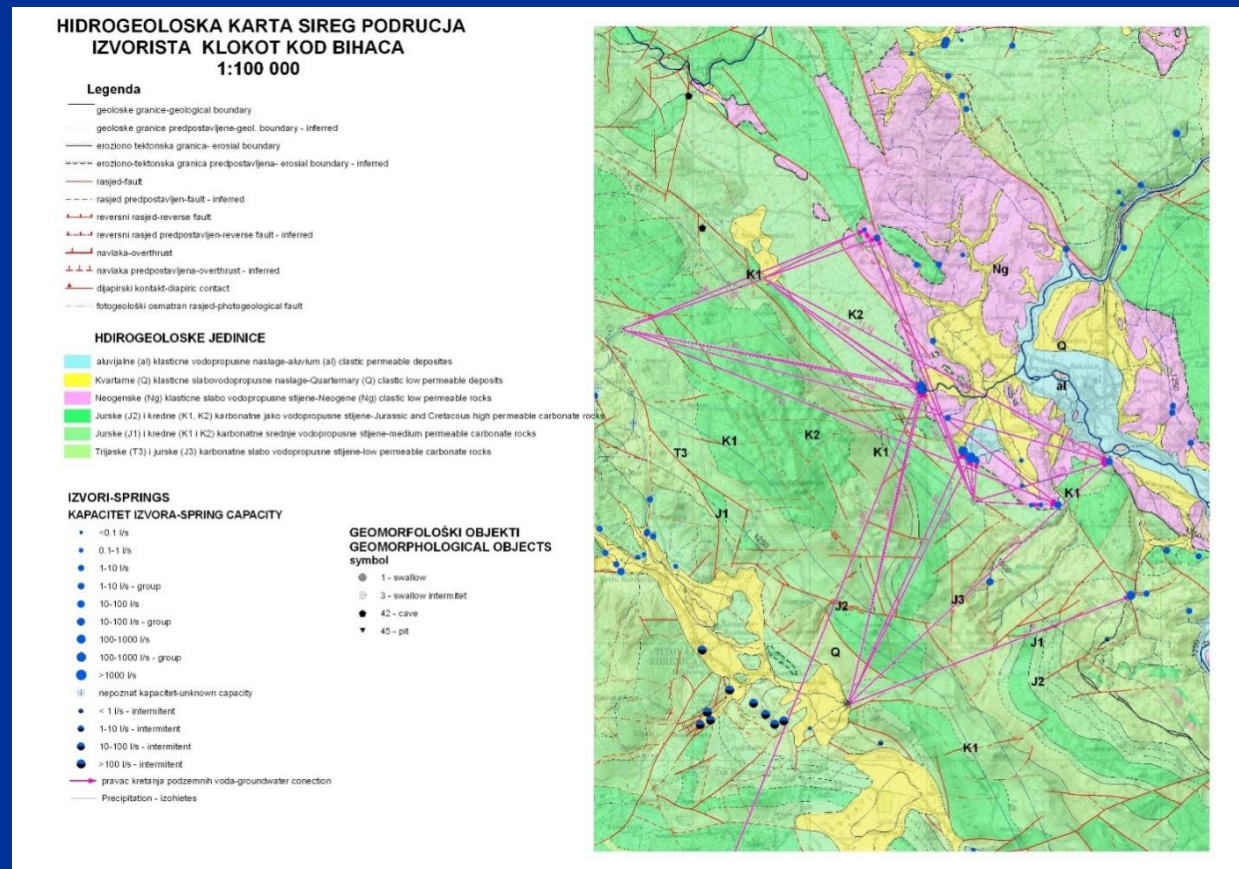 HIDROGEOLOSKA KARTA SIREG PODRUCJA
IZVORISTA KLOKOT KOD BIHACA
1:100 000
Legenda
geoloske granice-geological boundary
geoloske granice predpostavljene-geol. boundary - inferred
eroziono tektonska granica- erosial boundary
eroziono-tektonska granica predpostavljena- erosial boundary - inferred
rasjed-fault
rasjed predpostavljen-fault - inferred
reversni rasjed-reverse fault
reversni rasjed predpostavljen-reverse fault - inferred
navlaka-overthrust
navlaka predpostavljena-overthrust - inferred
dijapirski kontakt-diapiric contact
fotogeološki osmatran rasjed-photogeological fault
HDIROGEOLOSKE JEDINICE
aluvijalne (al) klasticne vodopropusne naslage-aluvium (al) clastic permeable deposites
Kvartarne (Q) klasticne slabovodopropusne naslage-Quarternary (Q) clastic low permeable deposits
Neogenske (Ng) klasticne slabo vodopropusne stijene-Neogene (Ng) clastic low permeable rocks
Jurske (J2) i kredne (K1, K2) karbonatne jako vodopropusne stijene-Jurassic and Cretacous high permeable carbonate rocks
Jurske (J1) i kredne (K1 i K2) karbonatne srednje vodopropusne stijene-medium permeable carbonate rocks
Trijaske (T3) i jurske (J3) karbonatne slabo vodopropusne stijene-low permeable carbonate rocks
IZVORI-SPRINGS
KAPACITET IZVORA-SPRING CAPACITY
<0.1 l/s
0.1-1 l/s
1-10 l/s
1-10 l/s - group
10-100 l/s
10-100 l/s - group
100-1000 l/s
100-1000 l/s - group
>1000 l/s
nepoznat kapacitet-unknown capacity
< 1 l/s - intermitent
1-10 l/s - intermitent
10-100 l/s - intermitent
>100 l/s - intermitent
pravac kretanja podzemnih voda-groundwater conection
Precipitation - izohietes
GEOMORFOLOŠKI OBJEKTI
GEOMORPHOLOGICAL OBJECTS
symbol
1 - swallow
3 - swallow intermitet
42 - cave
45 - pit
K1
Ng
K2
Q
al
K1
K2
K1
T3
K1
J1
J2
J3
J1
Q
J2
K1
TITOVA
KORENICA
1250
1250